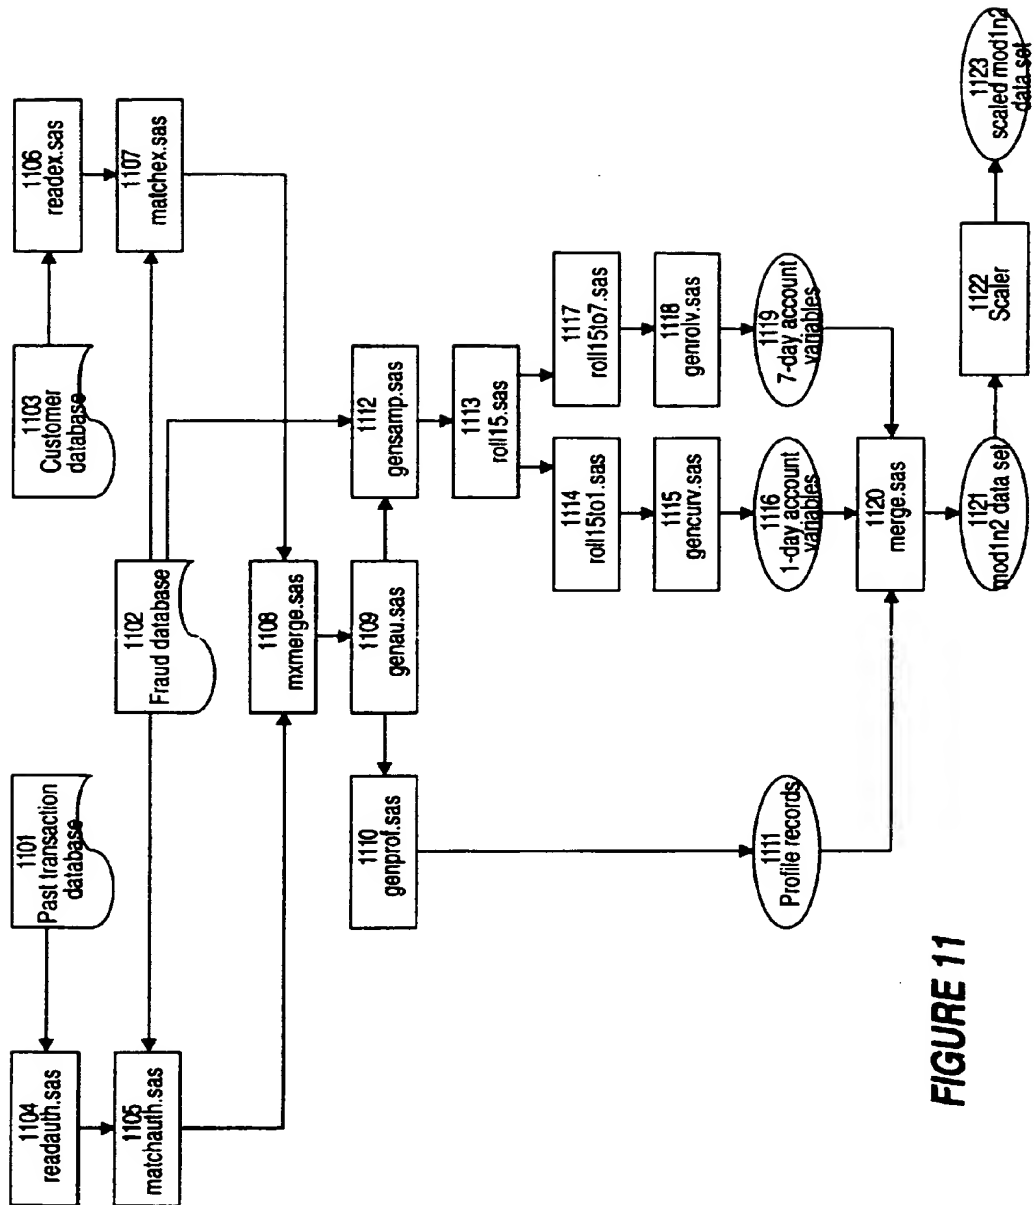 1101
Past transaction
database
1102
Fraud database
1103
Customer
database
1104
readauth.sas
1105
matchauth.sas
1106
readex.sas
1107
matchex.sas
1108
mxmerge.sas
1109
genau.sas
1110
genprof.sas
1111
Profile records
1112
gensamp.sas
1113
roll15.sas
1114
roll15to1.sas
1115
gencurv.sas
1116
1-day account
variables
1117
roll15to7.sas
1118
genrolv.sas
1119
7-day account
variables
1120
merge.sas
1121
mod1n2 data set
1122
Scaler
1123
scaled mod1n2
data set
FIGURE 11